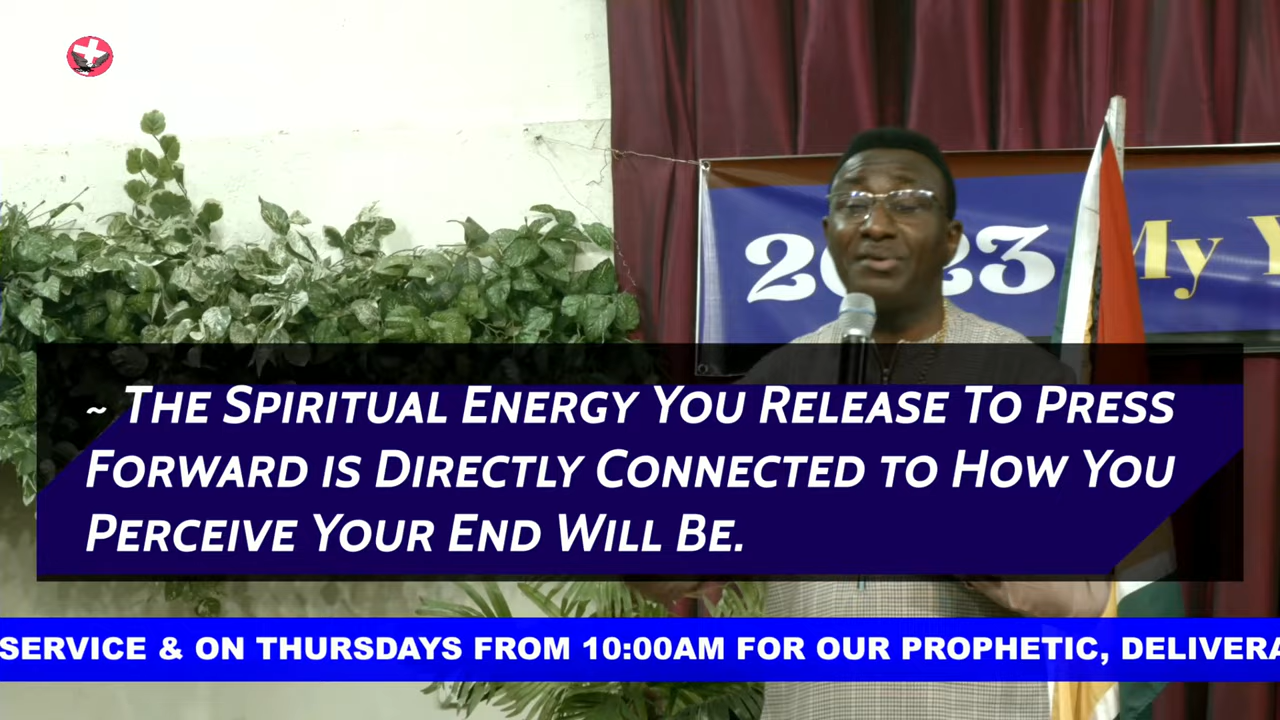 2023 My
~ The Spiritual Energy You Release To Press
Forward is Directly Connected to How You
Perceive Your End Will Be.
SERVICE & ON THURSDAYS FROM 10:00AM FOR OUR PROPHETIC, DELIVERA